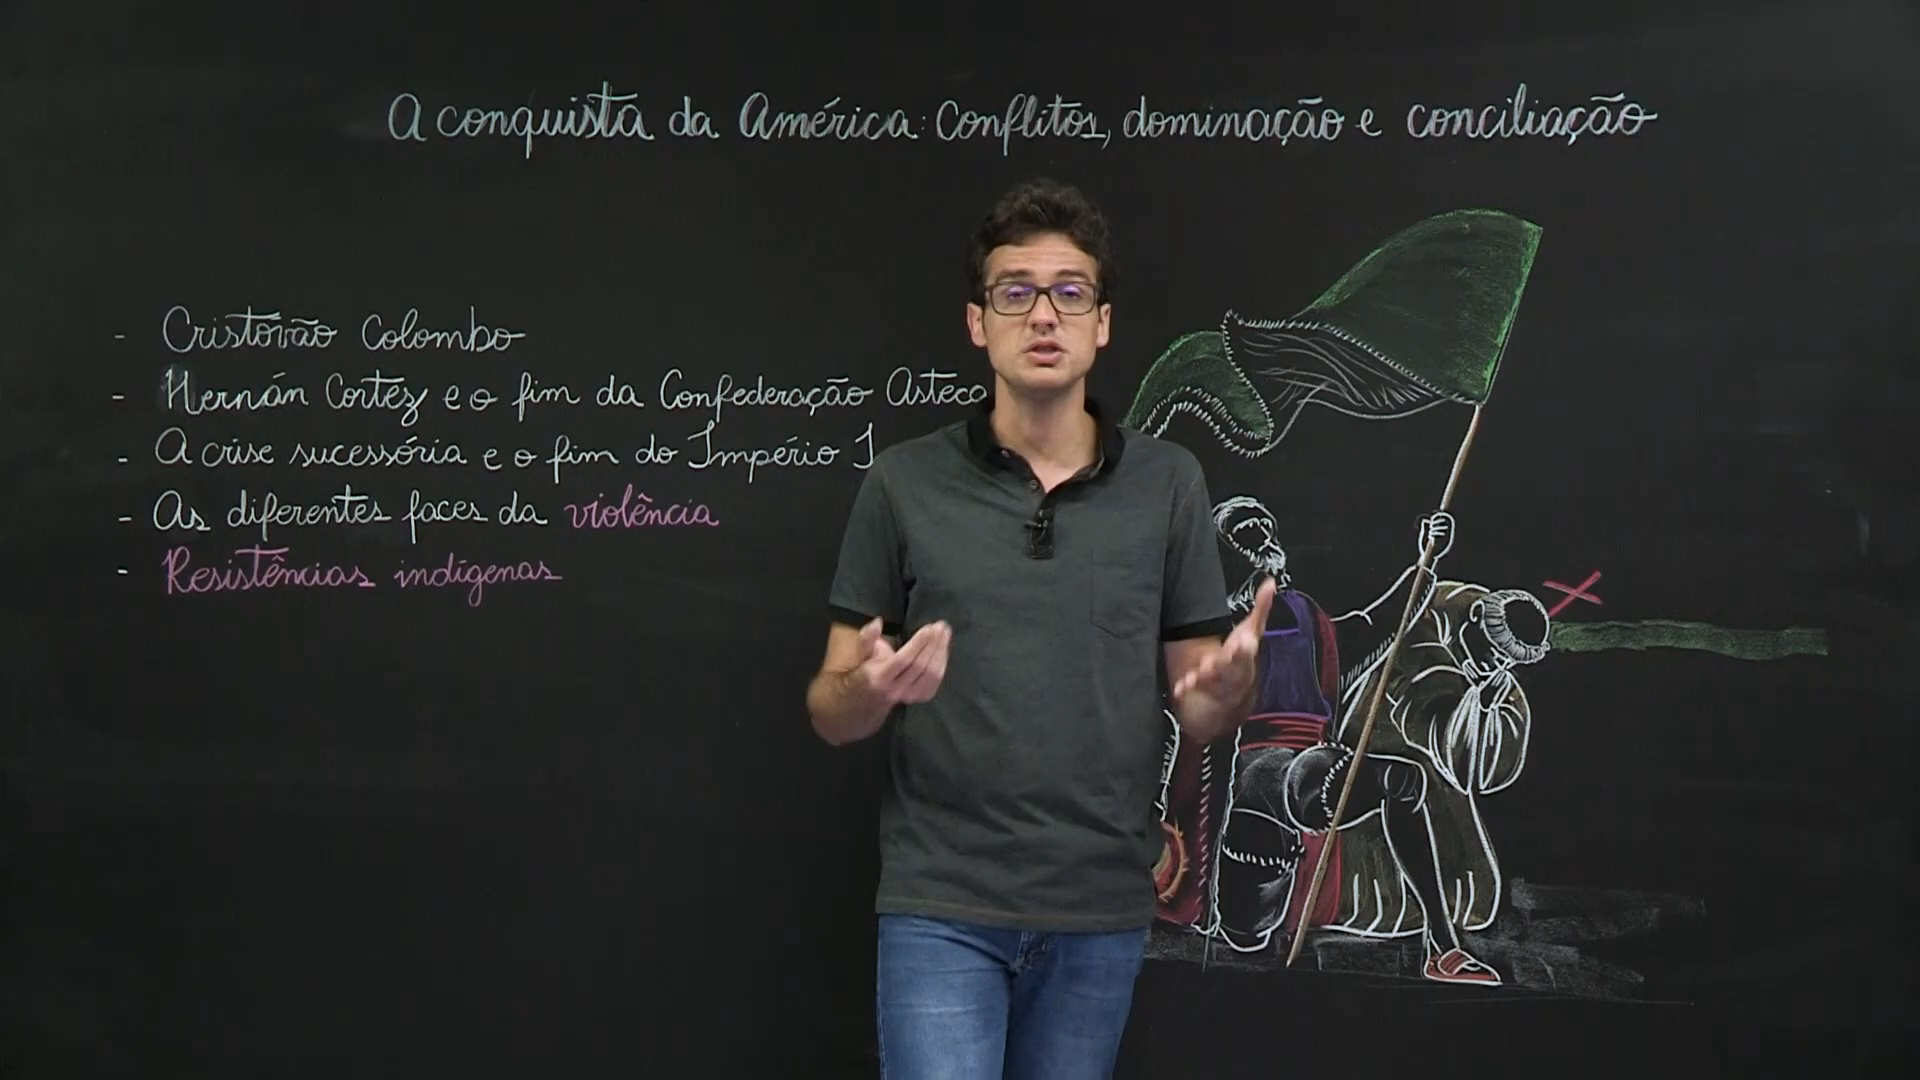 A conquista da América: Conflitos, dominação e conciliação
- Cristóvão Colombo
- Hernán Cortéz e o fim da Confederação Asteca
- A crise sucessória e o fim do Império I
- As diferentes faces da violência
- Resistências indígenas